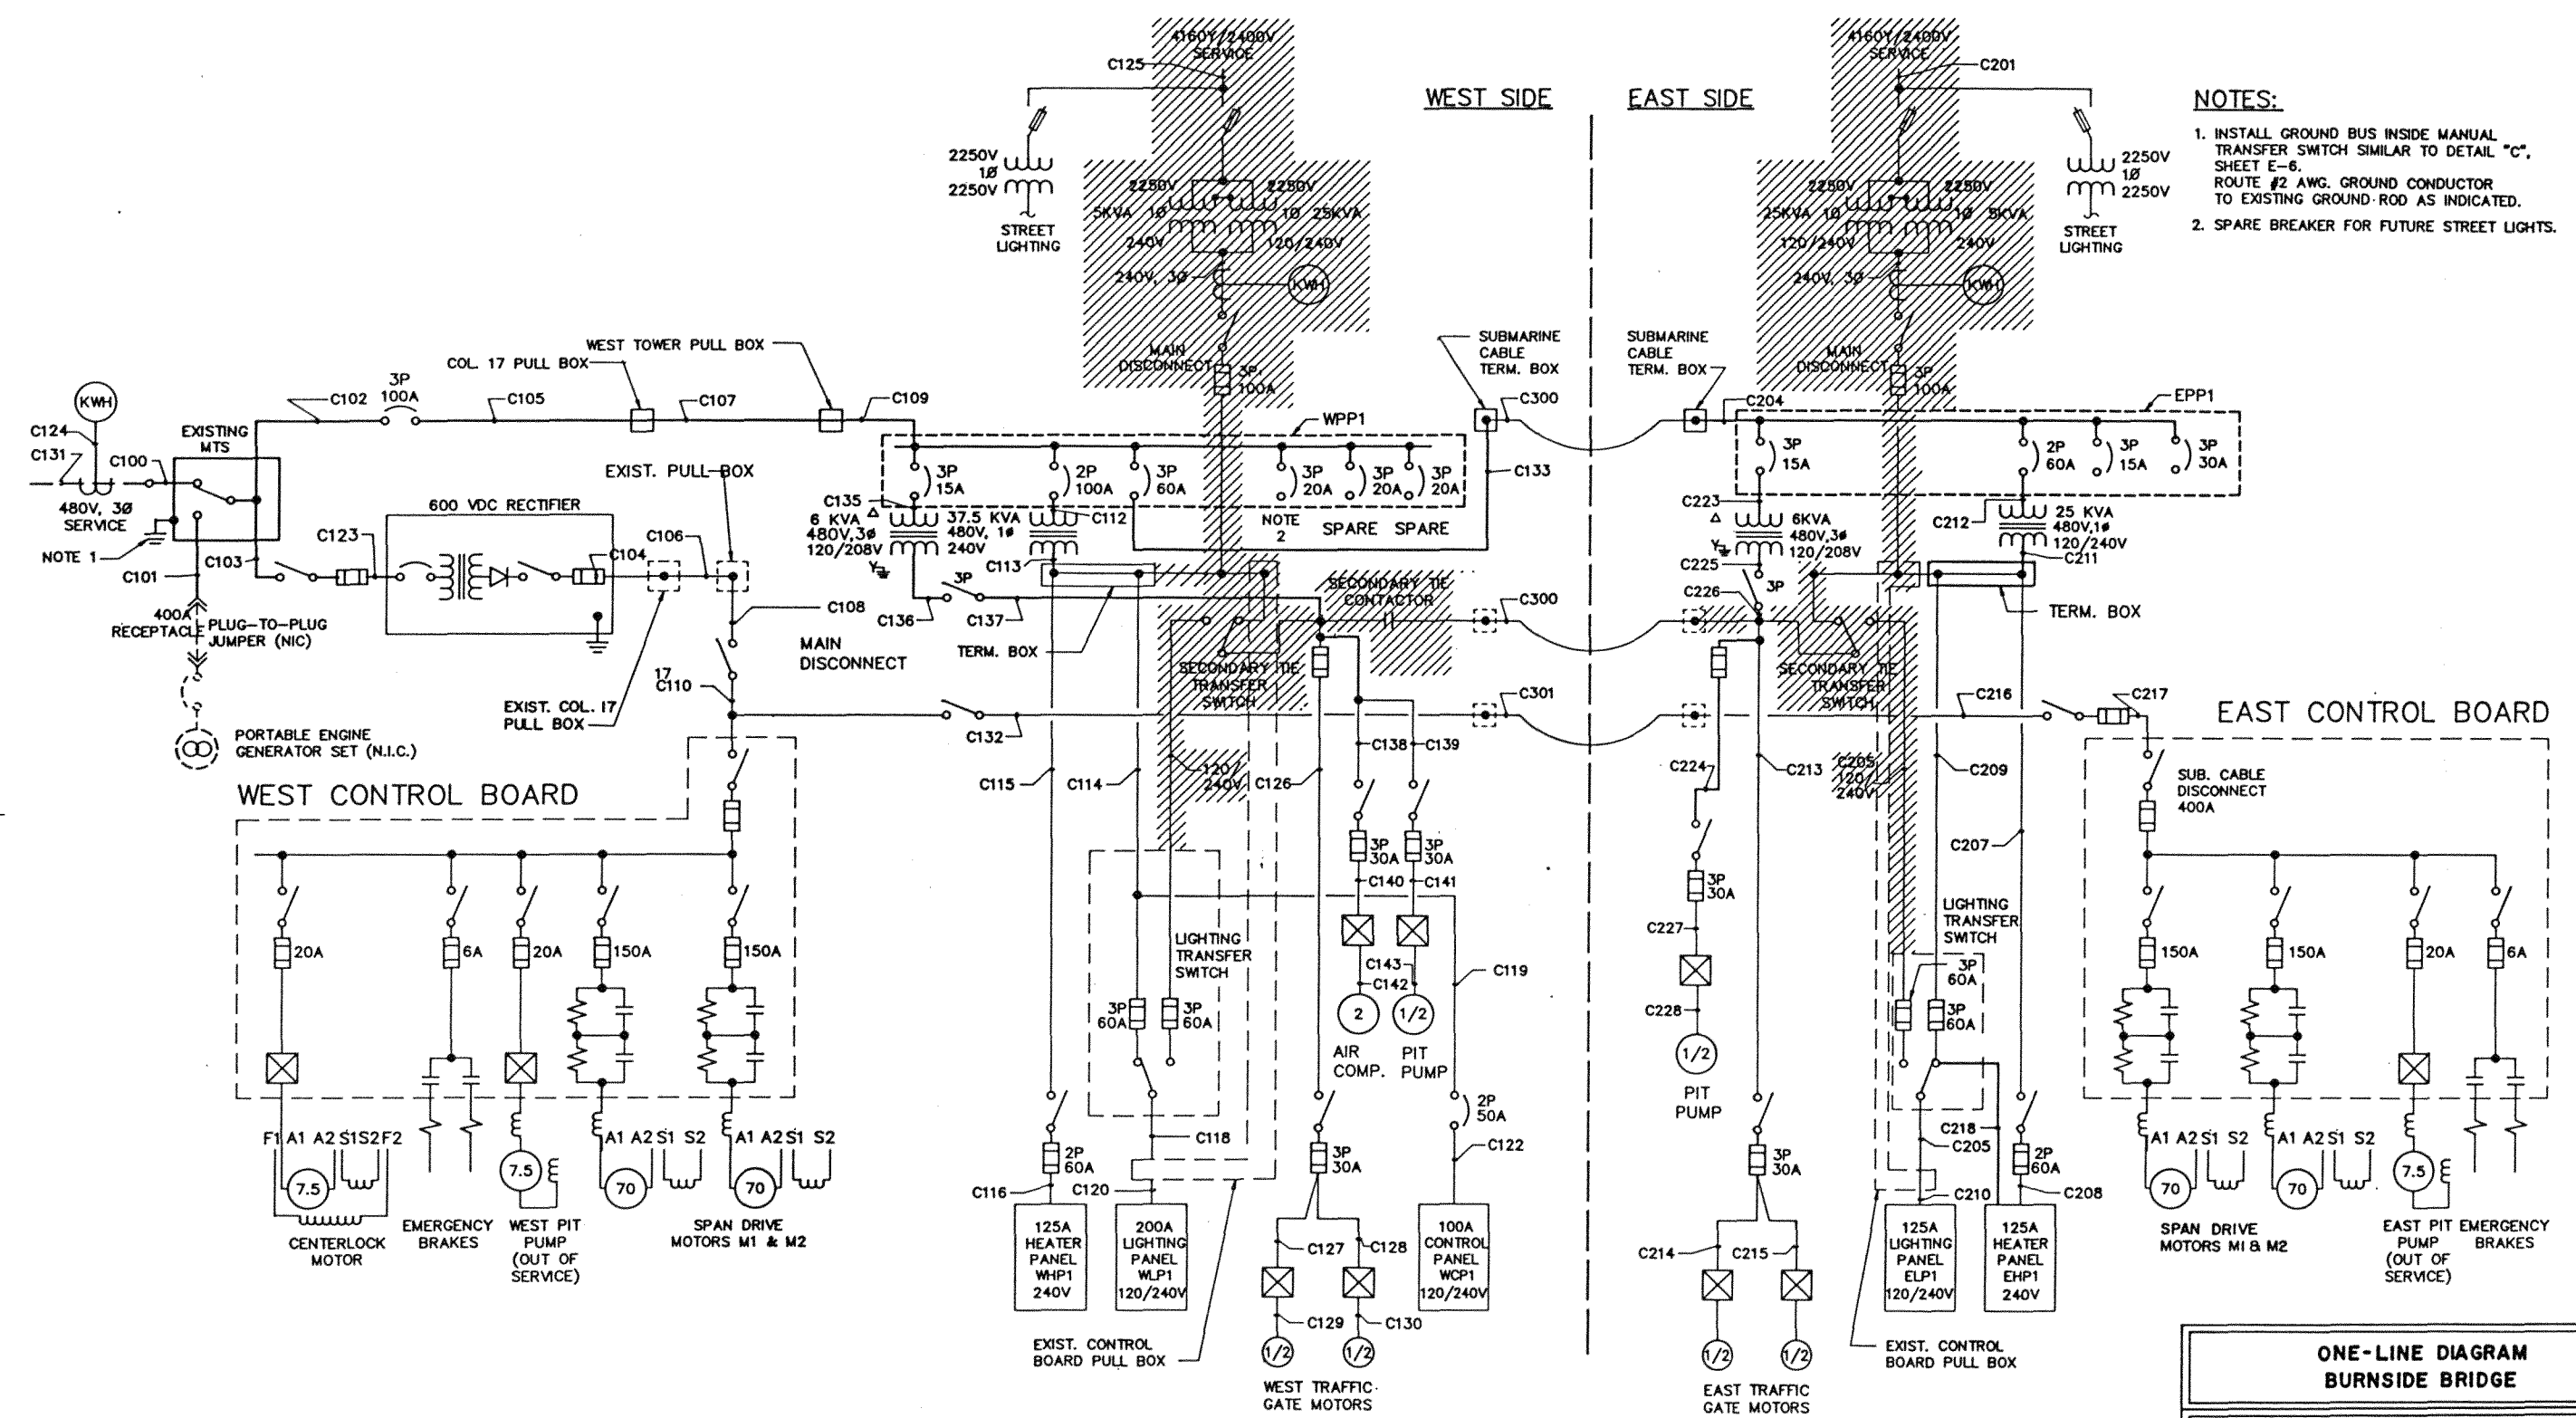 4160Y/2400V
SERVICE
C125
2250V
1Ø
2250V
STREET
LIGHTING
2250V
2250V
5KVA 1Ø
1Ø 25KVA
240V
120/240V
240V, 3Ø
KWH
MAIN
DISCONNECT
3P
100A
WEST SIDE
EAST SIDE
4160Y/2400V
SERVICE
C201
2250V
2250V
25KVA 1Ø
1Ø 5KVA
120/240V
240V
240V, 3Ø
KWH
MAIN
DISCONNECT
3P
100A
2250V
1Ø
2250V
STREET
LIGHTING
NOTES:
1. INSTALL GROUND BUS INSIDE MANUAL
TRANSFER SWITCH SIMILAR TO DETAIL "C",
SHEET E-6.
ROUTE #2 AWG. GROUND CONDUCTOR
TO EXISTING GROUND ROD AS INDICATED.
2. SPARE BREAKER FOR FUTURE STREET LIGHTS.
KWH
C124
C131
C100
EXISTING
MTS
480V, 3Ø
SERVICE
NOTE 1
C101
C103
400A
RECEPTACLE
PLUG-TO-PLUG
JUMPER (NIC)
PORTABLE ENGINE
GENERATOR SET (N.I.C.)
C102
3P
100A
C105
COL. 17 PULL BOX
C107
WEST TOWER PULL BOX
C109
C123
600 VDC RECTIFIER
C104
C106
EXIST. PULL BOX
C108
MAIN
DISCONNECT
17
C110
EXIST. COL. 17
PULL BOX
WPP1
3P
15A
2P
100A
3P
60A
3P
20A
3P
20A
3P
20A
NOTE
2
SPARE
SPARE
C135
6 KVA
480V,3ø
120/208V
Δ
Y
37.5 KVA
480V, 1ø
240V
C112
C113
3P
C136
C137
TERM. BOX
SECONDARY TIE
CONTACTOR
SECONDARY TIE
TRANSFER
SWITCH
SUBMARINE
CABLE
TERM. BOX
C300
C133
C300
C301
C132
SUBMARINE
CABLE
TERM. BOX
C204
EPP1
3P
15A
2P
60A
3P
15A
3P
30A
C223
Δ
Y
6KVA
480V,3ø
120/208V
C225
3P
C226
C212
25 KVA
480V,1ø
120/240V
C211
TERM. BOX
SECONDARY TIE
TRANSFER
SWITCH
C216
C217
WEST CONTROL BOARD
20A
6A
20A
150A
150A
F1 A1 A2 S1 S2 F2
7.5
CENTERLOCK
MOTOR
EMERGENCY
BRAKES
7.5
WEST PIT
PUMP
(OUT OF
SERVICE)
A1 A2 S1 S2
70
A1 A2 S1 S2
70
SPAN DRIVE
MOTORS M1 & M2
C115
C114
120/
240V
C126
C138
C139
3P
30A
3P
30A
C140
C141
C143
C142
2
1/2
AIR
COMP.
PIT
PUMP
LIGHTING
TRANSFER
SWITCH
3P
60A
3P
60A
C119
2P
50A
C122
C118
2P
60A
C116
C120
3P
30A
125A
HEATER
PANEL
WHP1
240V
200A
LIGHTING
PANEL
WLP1
120/240V
C127
C128
C129
C130
1/2
1/2
100A
CONTROL
PANEL
WCP1
120/240V
EXIST. CONTROL
BOARD PULL BOX
WEST TRAFFIC
GATE MOTORS
C224
C213
C205
120/
240V
C209
C207
3P
30A
C227
C228
1/2
PIT
PUMP
LIGHTING
TRANSFER
SWITCH
3P
60A
3P
60A
C218
C205
2P
60A
C210
C208
3P
30A
C214
C215
1/2
1/2
EAST TRAFFIC
GATE MOTORS
125A
LIGHTING
PANEL
ELP1
120/240V
125A
HEATER
PANEL
EHP1
240V
EXIST. CONTROL
BOARD PULL BOX
EAST CONTROL BOARD
SUB. CABLE
DISCONNECT
400A
150A
150A
20A
6A
A1 A2 S1 S2
70
A1 A2 S1 S2
70
7.5
SPAN DRIVE
MOTORS M1 & M2
EAST PIT
PUMP
(OUT OF
SERVICE)
EMERGENCY
BRAKES
ONE-LINE DIAGRAM
BURNSIDE BRIDGE